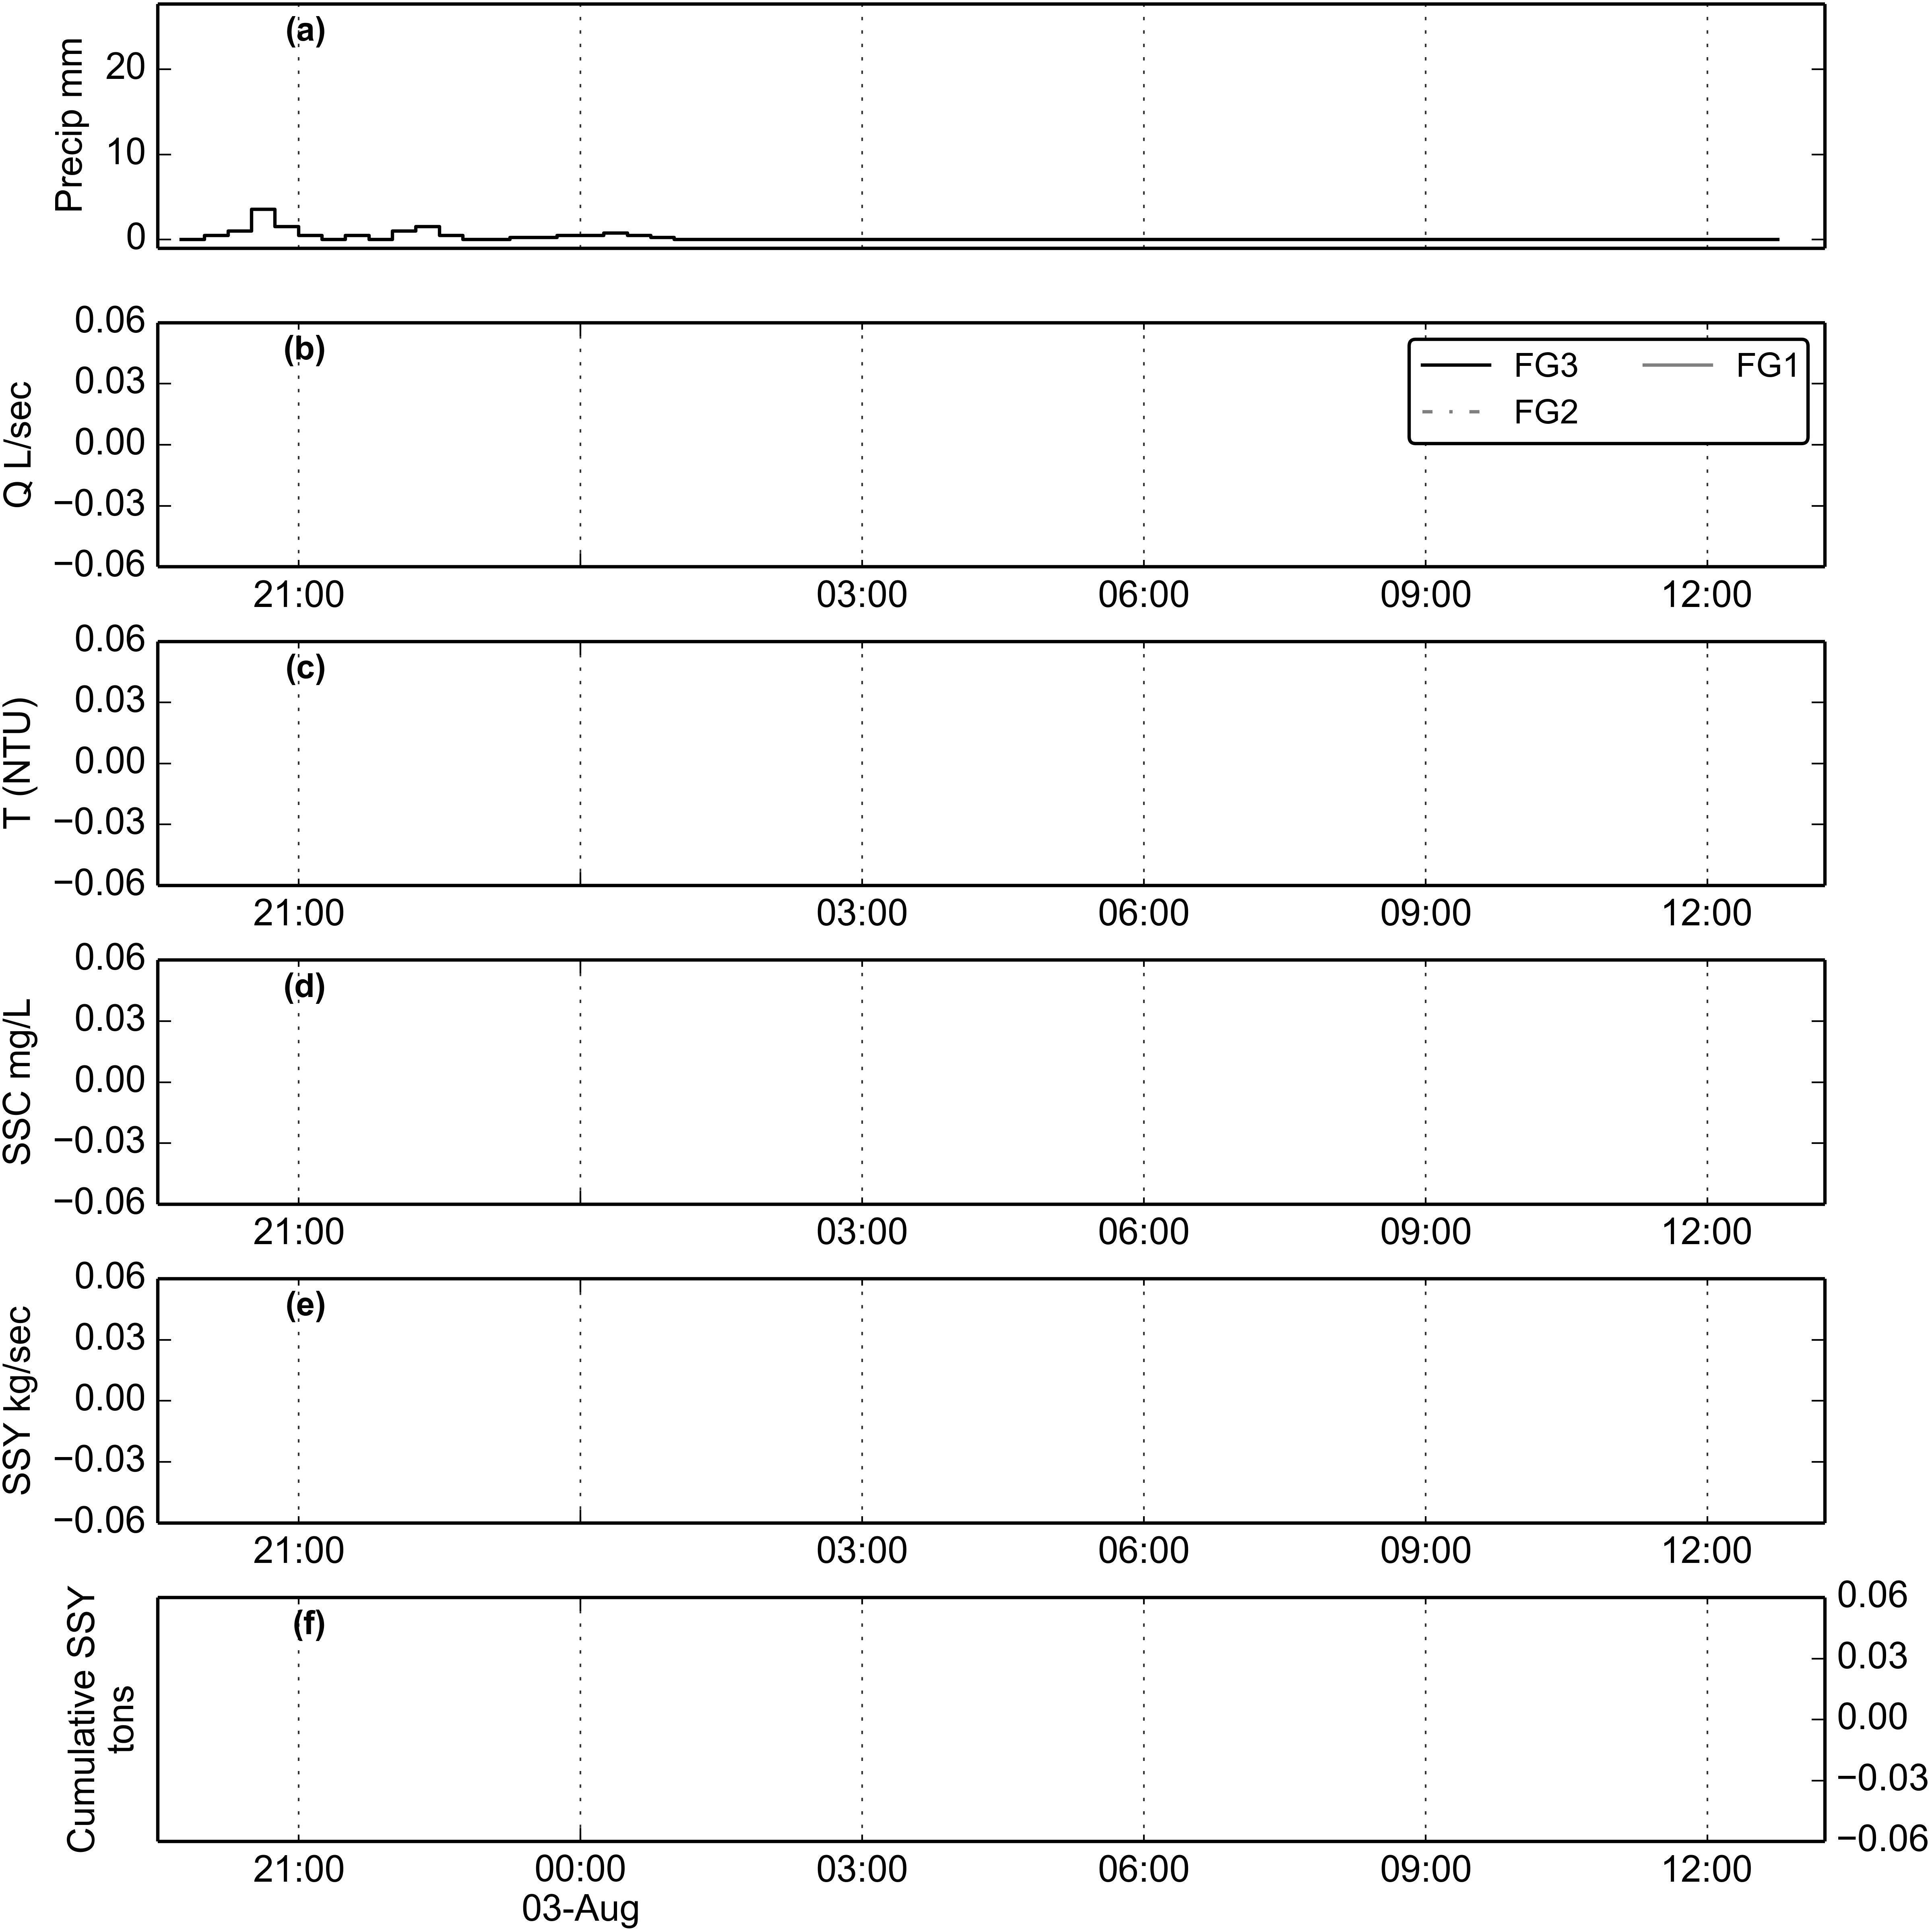 (a)
Precip mm
20
10
0
(b)
Q L/sec
0.06
0.03
0.00
−0.03
−0.06
FG3 FG1
FG2
21:00 03:00 06:00 09:00 12:00
(c)
T (NTU)
0.06
0.03
0.00
−0.03
−0.06
21:00 03:00 06:00 09:00 12:00
(d)
SSC mg/L
0.06
0.03
0.00
−0.03
−0.06
21:00 03:00 06:00 09:00 12:00
(e)
SSY kg/sec
0.06
0.03
0.00
−0.03
−0.06
21:00 03:00 06:00 09:00 12:00
(f)
Cumulative SSY
tons
0.06
0.03
0.00
−0.03
−0.06
21:00 00:00 03:00 06:00 09:00 12:00
03-Aug